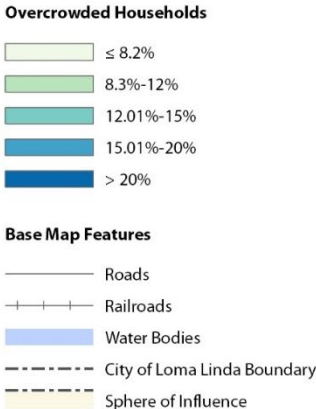 Overcrowded Households
≤ 8.2%
8.3%-12%
12.01%-15%
15.01%-20%
> 20%
Base Map Features
Roads
Railroads
Water Bodies
City of Loma Linda Boundary
Sphere of Influence